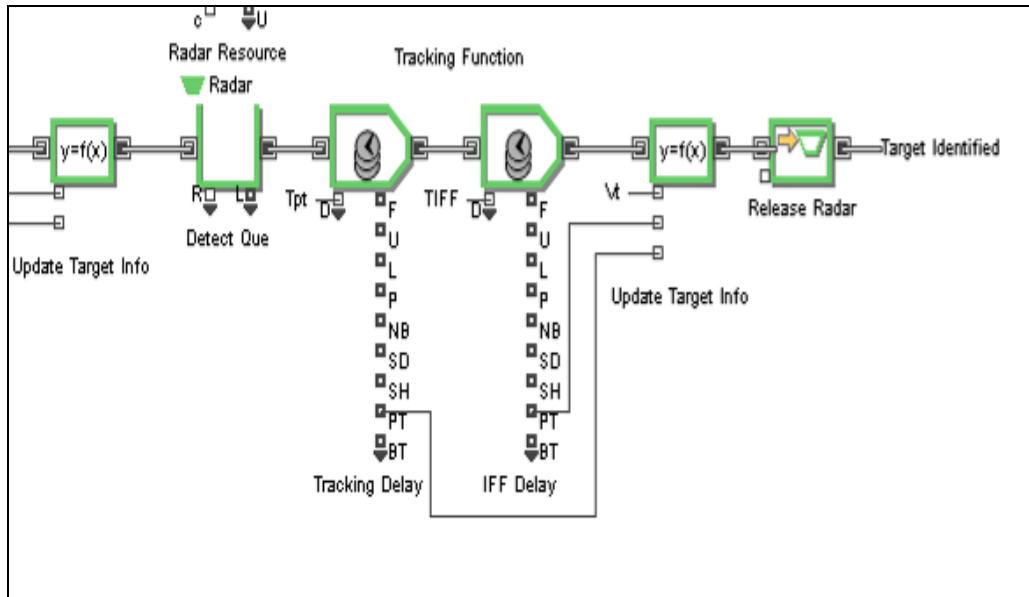 c U
Radar Resource
Tracking Function
Radar
y=f(x)
y=f(x)
Target Identified
R L
Tpt D
F
TIFF D
F
Vt
Release Radar
Detect Que
U
U
Update Target Info
L
L
P
P
Update Target Info
NB
NB
SD
SD
SH
SH
PT
PT
BT
BT
Tracking Delay
IFF Delay